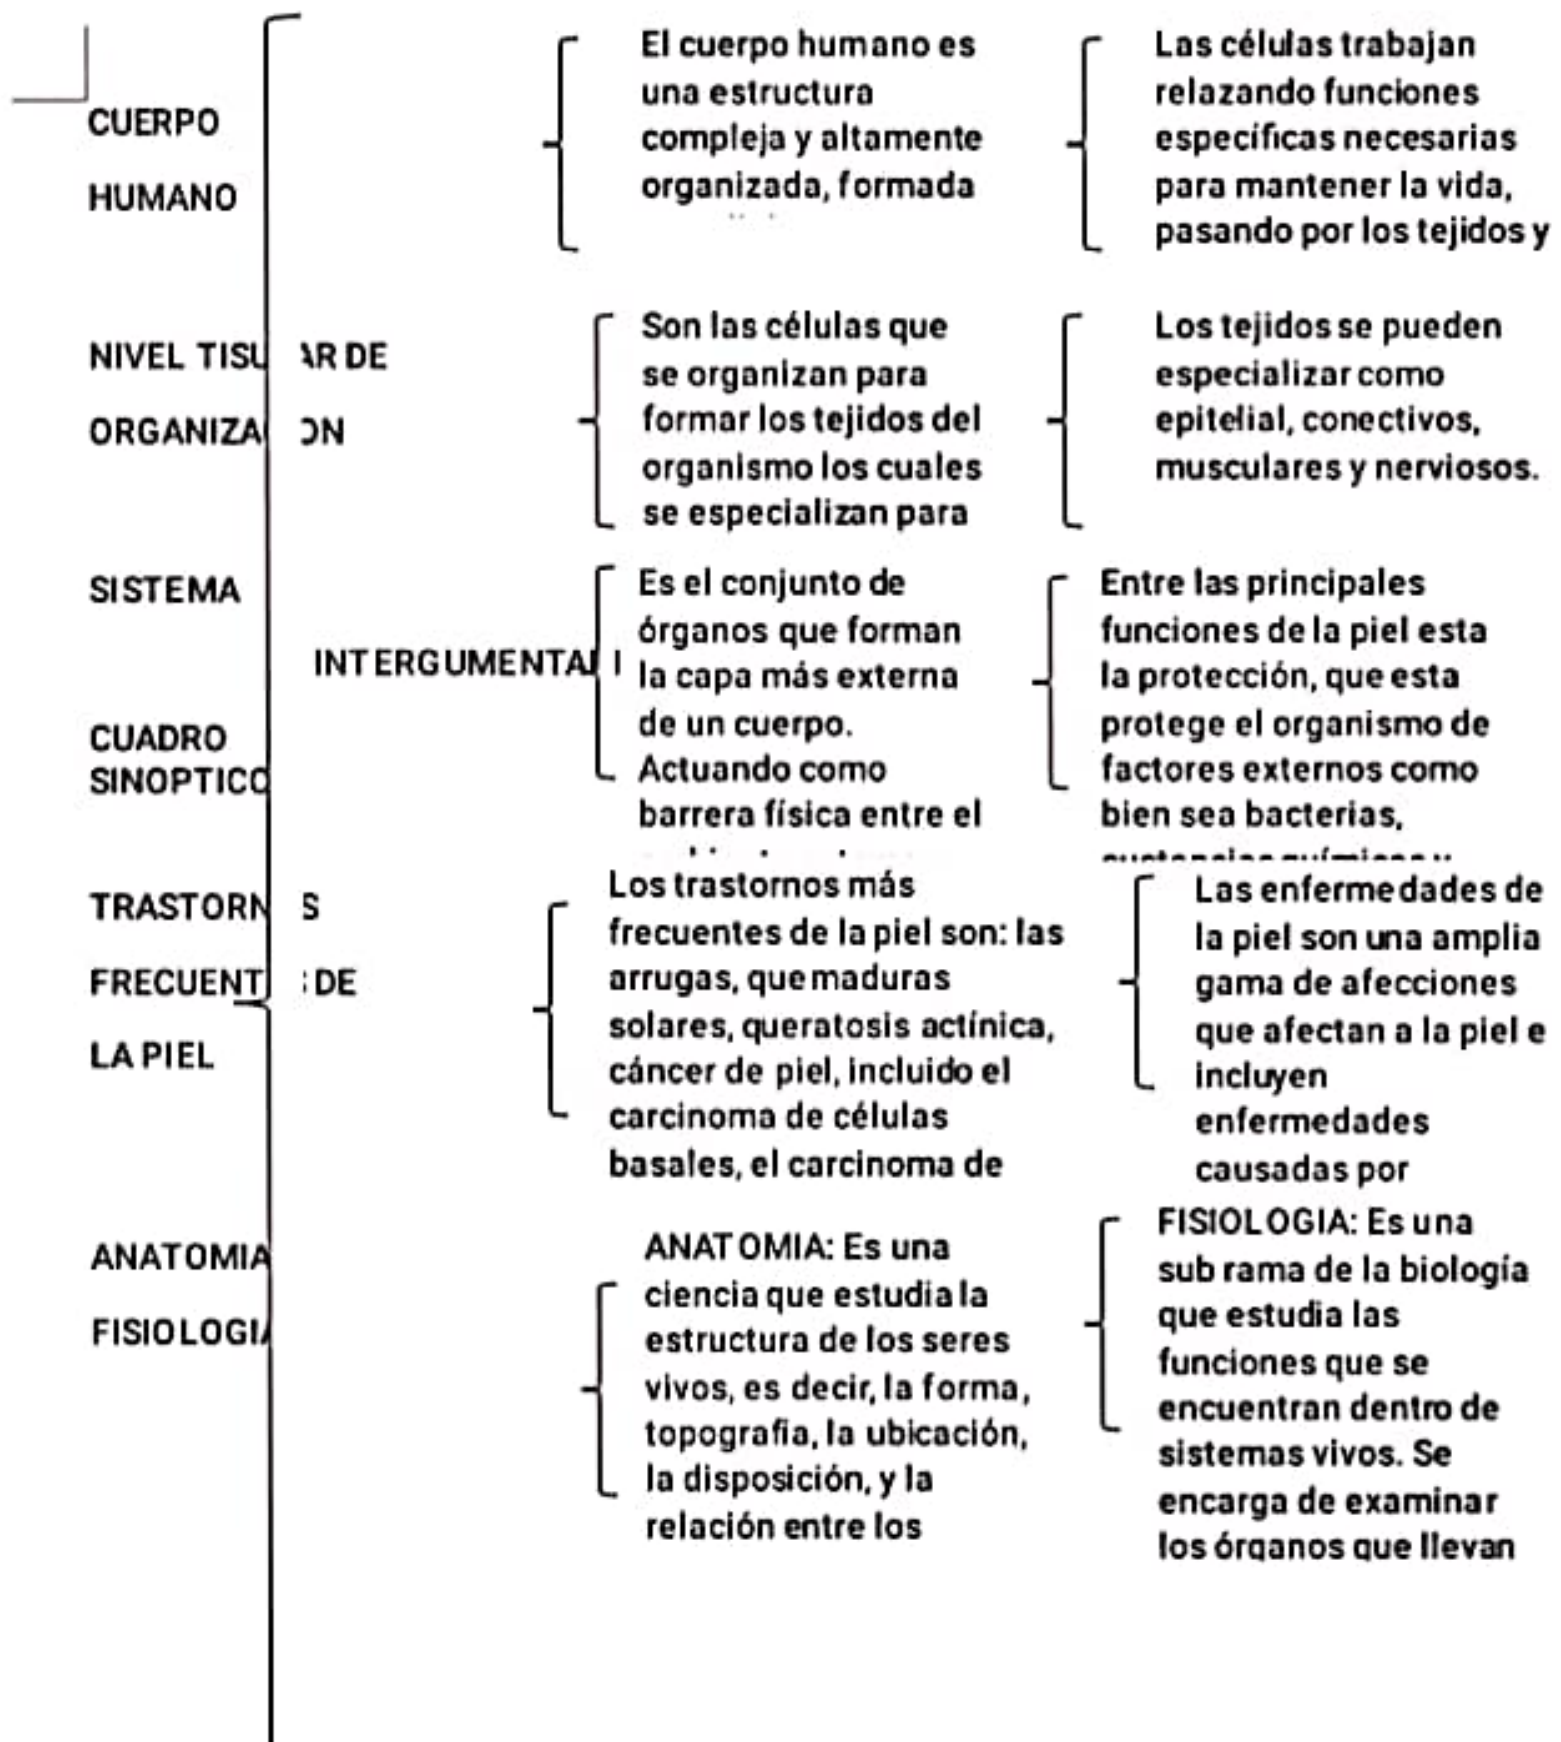 CUERPO
HUMANO
El cuerpo humano es
una estructura
compleja y altamente
organizada, formada
Las células trabajan
relazando funciones
específicas necesarias
para mantener la vida,
pasando por los tejidos y
NIVEL TISU AR DE
ORGANIZA ON
Son las células que
se organizan para
formar los tejidos del
organismo los cuales
se especializan para
Los tejidos se pueden
especializar como
epitelial, conectivos,
musculares y nerviosos.
SISTEMA
INTERGUMENTA
Es el conjunto de
órganos que forman
la capa más externa
de un cuerpo.
Actuando como
barrera física entre el
Entre las principales
funciones de la piel esta
la protección, que esta
protege el organismo de
factores externos como
bien sea bacterias,
sustancias químicas y
CUADRO
SINOPTICO
TRASTORN S
FRECUENT DE
LA PIEL
Los trastornos más
frecuentes de la piel son: las
arrugas, quemaduras
solares, queratosis actínica,
cáncer de piel, incluido el
carcinoma de células
basales, el carcinoma de
Las enfermedades de
la piel son una amplia
gama de afecciones
que afectan a la piel e
incluyen
enfermedades
causadas por
ANATOMIA
FISIOLOGIA
ANATOMIA: Es una
ciencia que estudia la
estructura de los seres
vivos, es decir, la forma,
topografia, la ubicación,
la disposición, y la
relación entre los
FISIOLOGIA: Es una
sub rama de la biología
que estudia las
funciones que se
encuentran dentro de
sistemas vivos. Se
encarga de examinar
los órganos que llevan